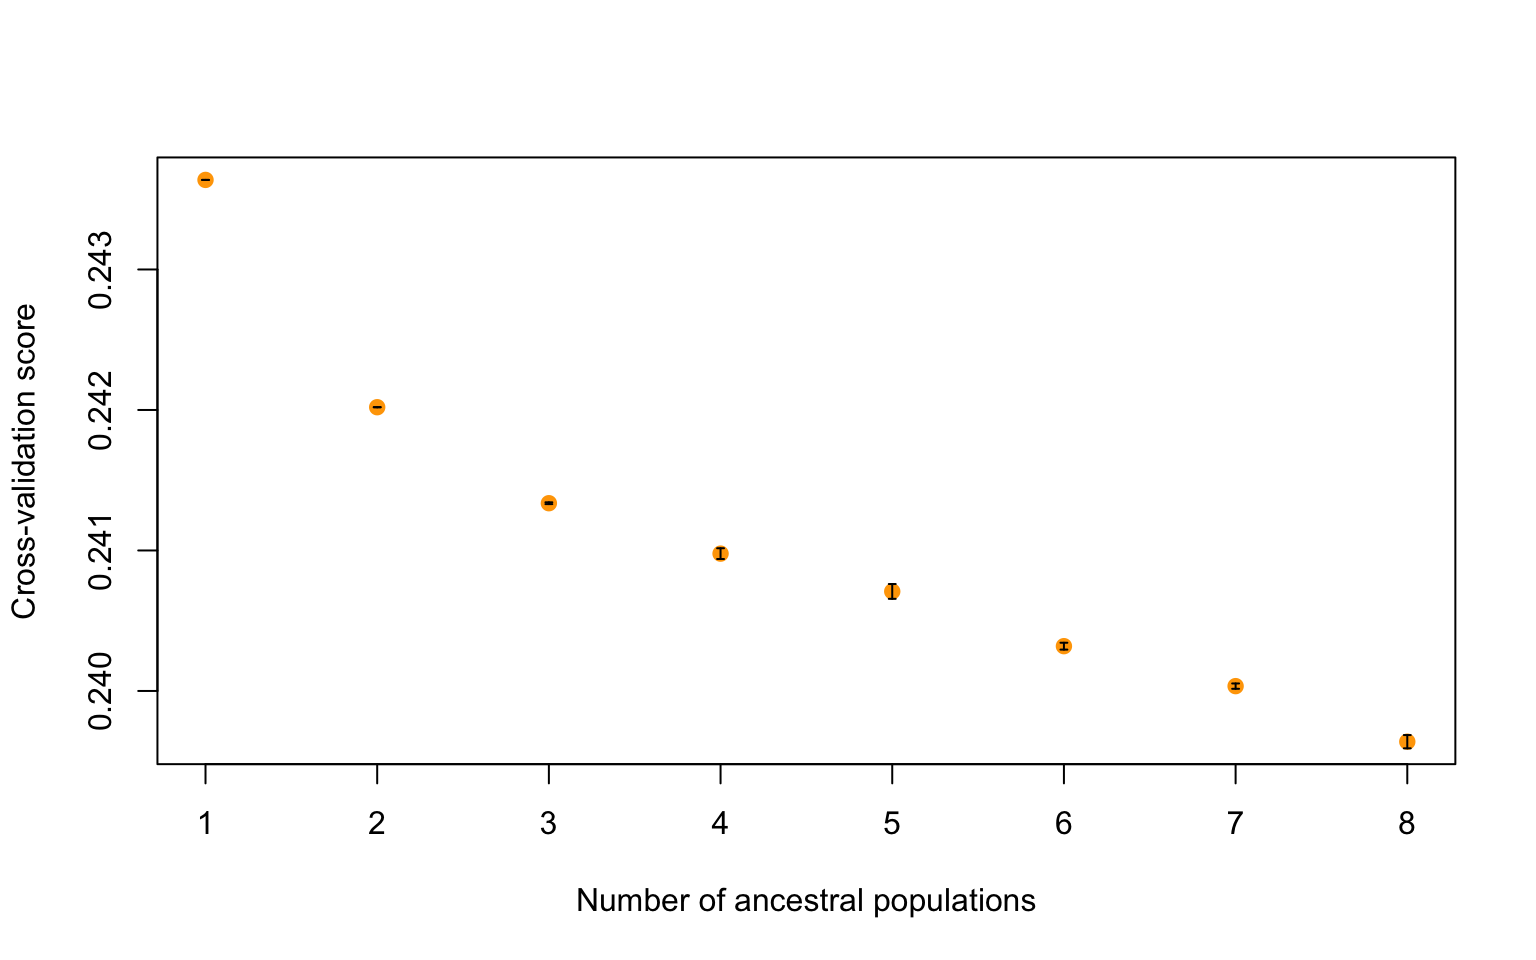 Cross-validation score
0.243
0.242
0.241
0.240
1 2 3 4 5 6 7 8
Number of ancestral populations